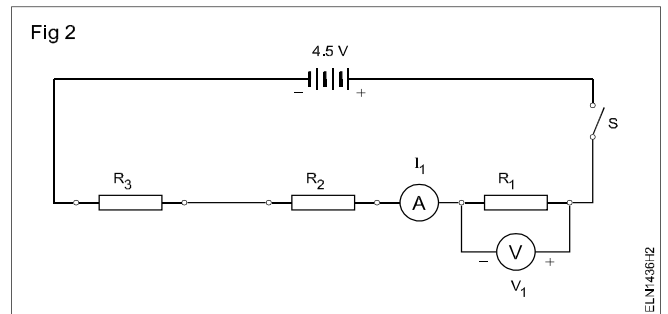 Fig 2
4.5 V
− +
S
R3 R2 I1 R1
A
− V +
V1
ELN1436H2